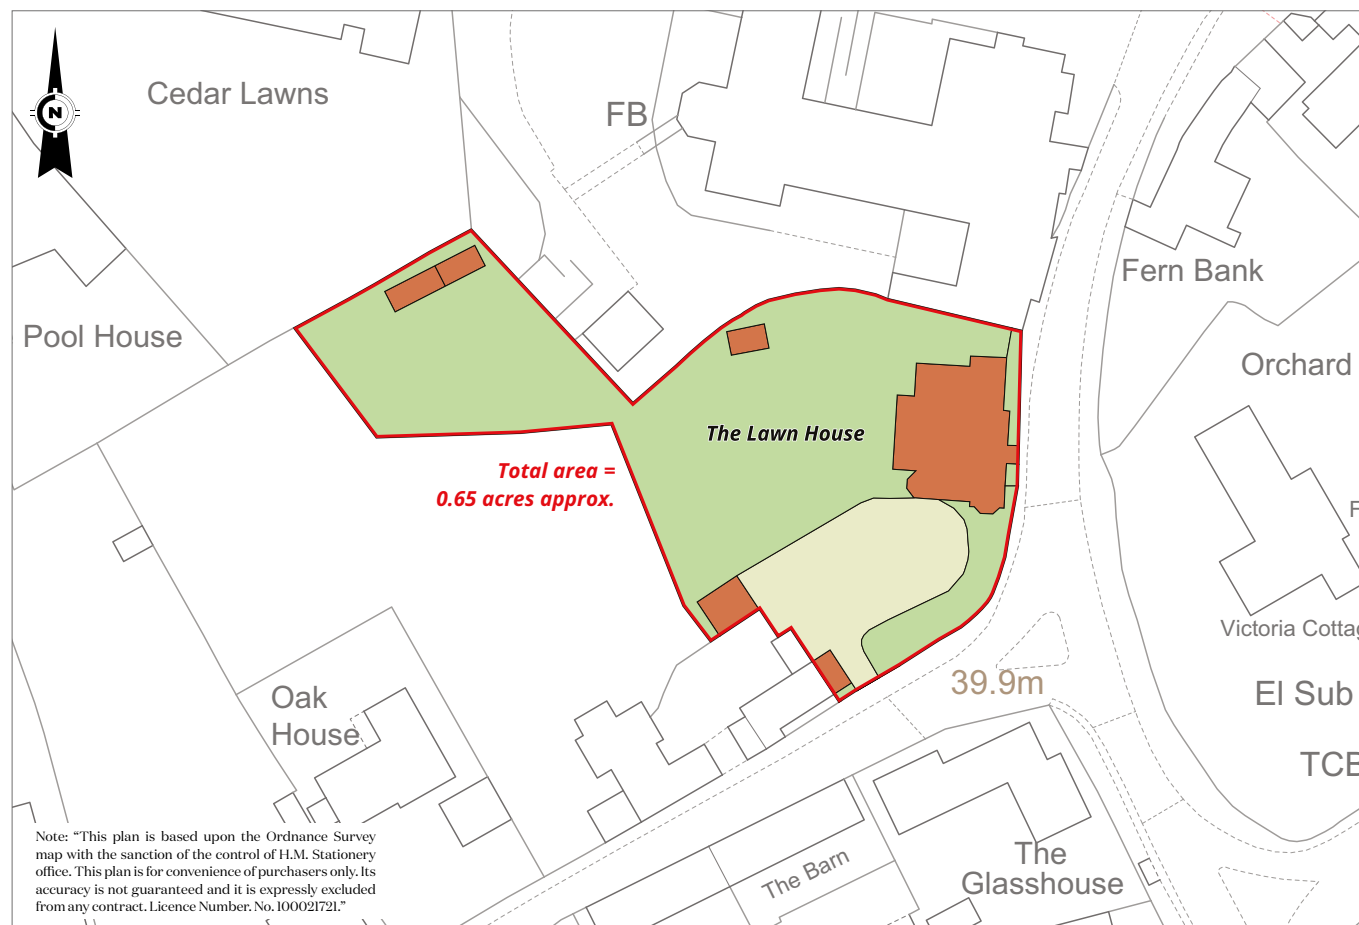 N
Cedar Lawns
FB
Fern Bank
Pool House
Orchard
The Lawn House
Total area =
0.65 acres approx.
F
Victoria Cottag
39.9m
Oak
House
El Sub
TCB
The Barn
The
Glasshouse
Note: “This plan is based upon the Ordnance Survey
map with the sanction of the control of H.M. Stationery
office. This plan is for convenience of purchasers only. Its
accuracy is not guaranteed and it is expressly excluded
from any contract. Licence Number. No. 100021721.”